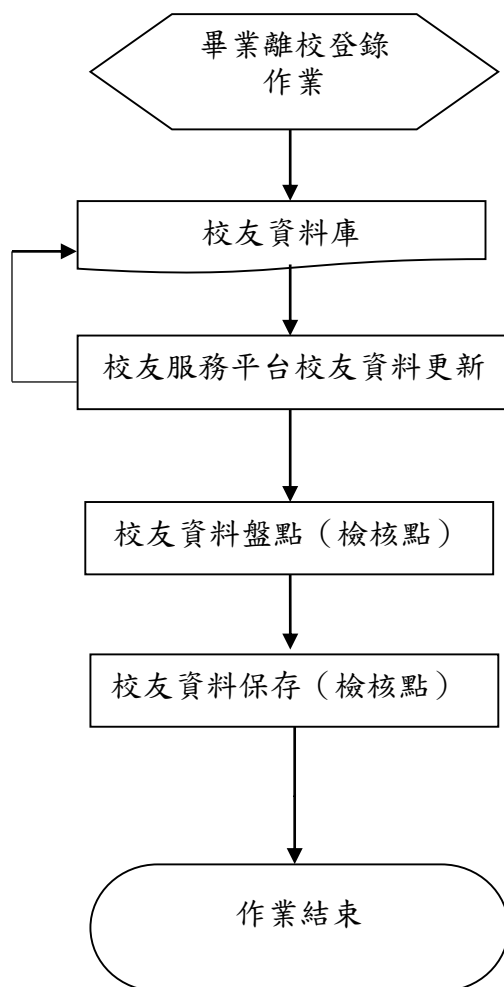 畢業離校登錄
作業
校友資料庫
校友服務平台校友資料更新
校友資料盤點（檢核點）
校友資料保存（檢核點）
作業結束